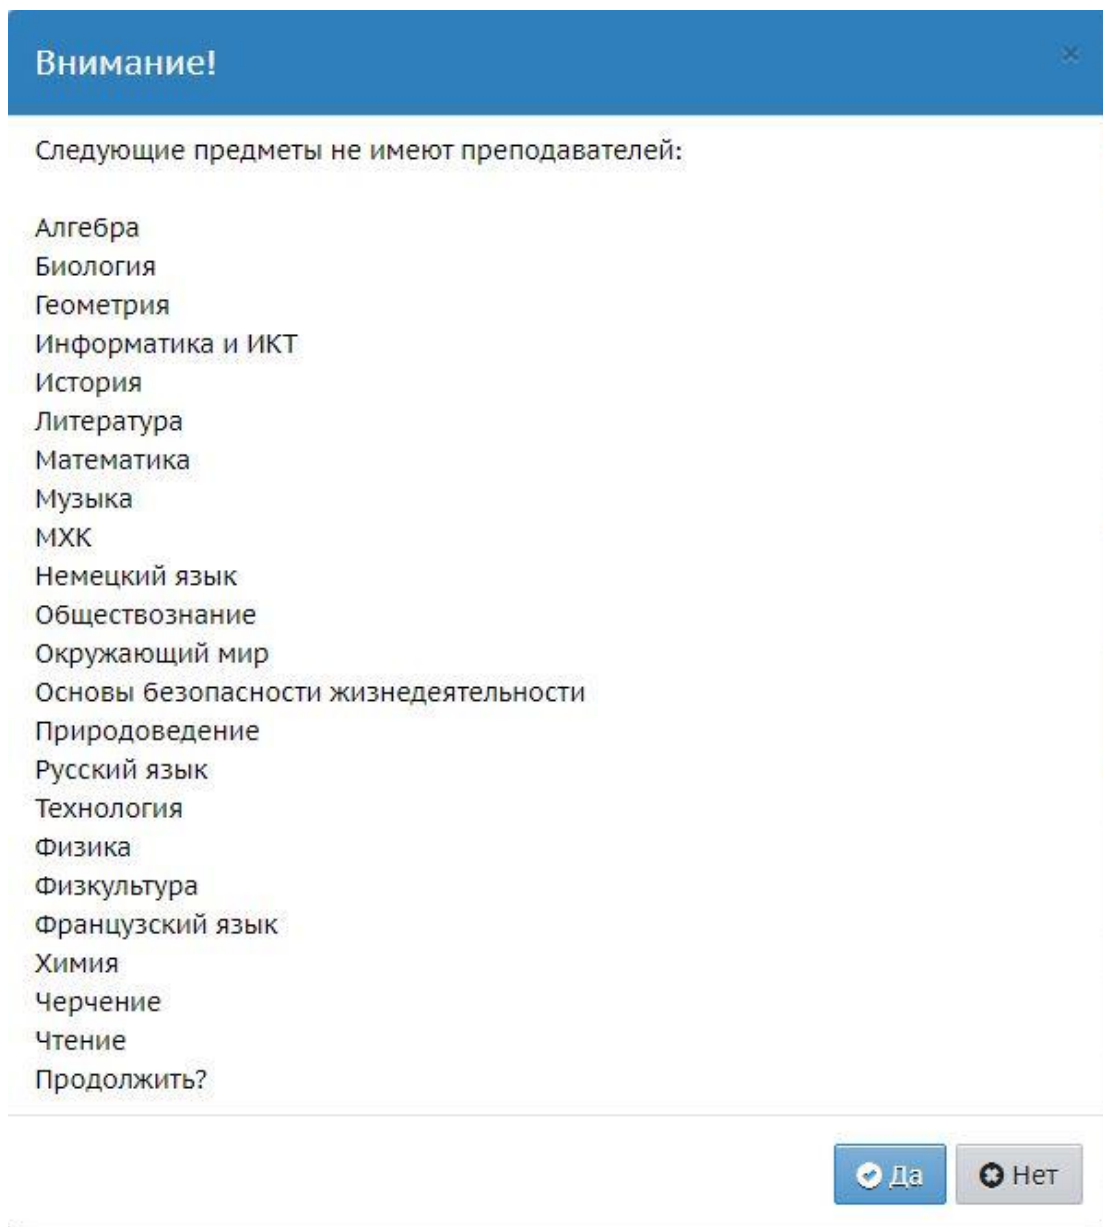 Внимание!
Следующие предметы не имеют преподавателей:
Алгебра
Биология
Геометрия
Информатика и ИКТ
История
Литература
Математика
Музыка
МХК
Немецкий язык
Обществознание
Окружающий мир
Основы безопасности жизнедеятельности
Природоведение
Русский язык
Технология
Физика
Физкультура
Французский язык
Химия
Черчение
Чтение
Продолжить?
Да
Нет